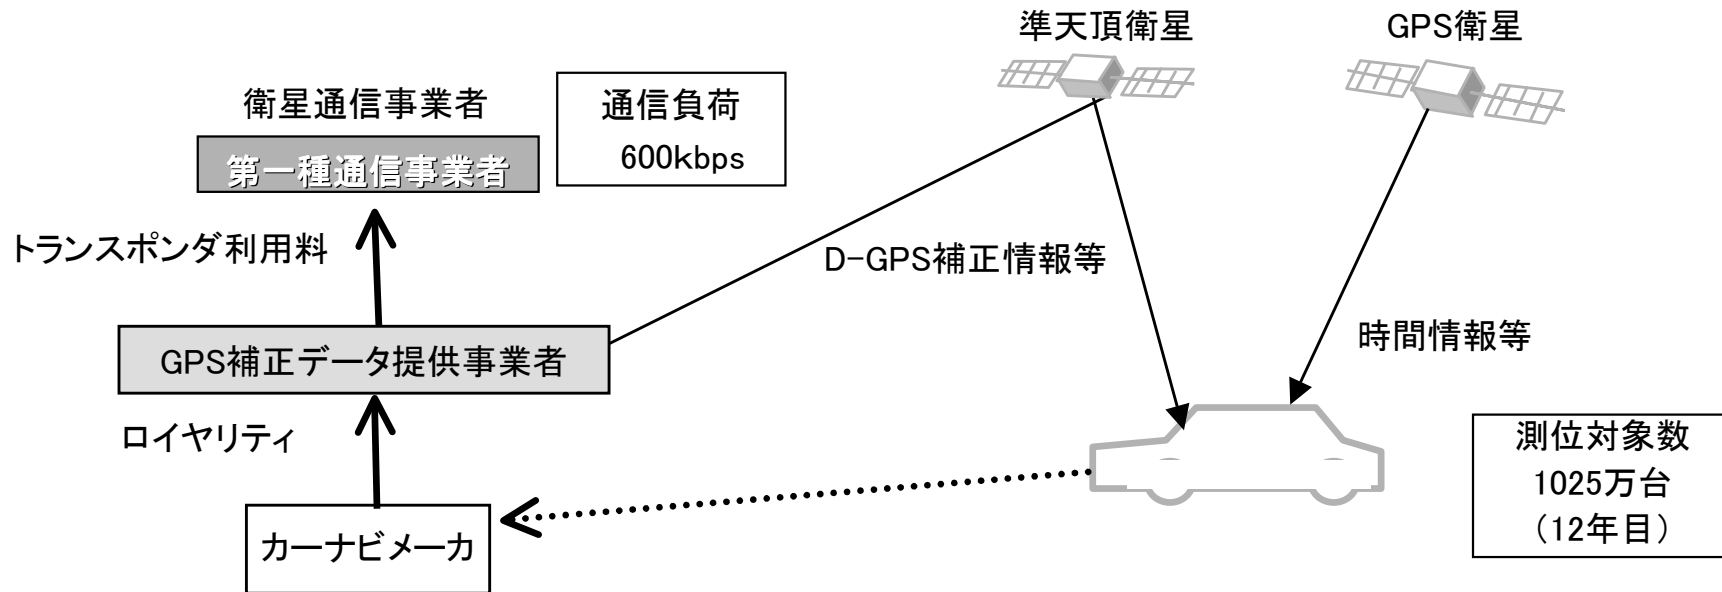 準天頂衛星
GPS衛星
衛星通信事業者
通信負荷
600kbps
第一種通信事業者
トランスポンダ利用料
D-GPS補正情報等
時間情報等
GPS補正データ提供事業者
ロイヤリティ
測位対象数
1025万台
(12年目)
カーナビメーカ